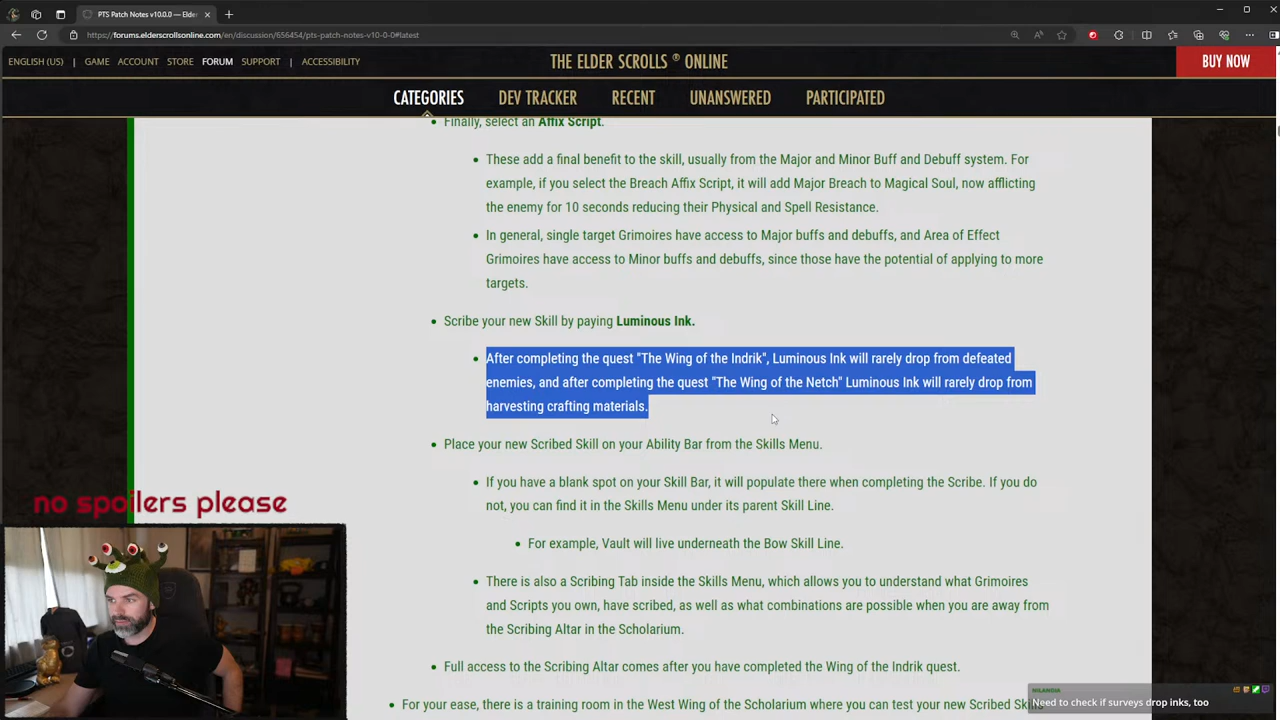 PTS Patch Notes v10.0.0 — Elder
https://forums.elderscrollsonline.com/en/discussion/656454/pts-patch-notes-v10-0-0#latest
ENGLISH (US) | GAME ACCOUNT STORE FORUM SUPPORT | ACCESSIBILITY
THE ELDER SCROLLS ® ONLINE
BUY NOW
CATEGORIES DEV TRACKER RECENT UNANSWERED PARTICIPATED
• Finally, select an Affix Script.
• These add a final benefit to the skill, usually from the Major and Minor Buff and Debuff system. For
example, if you select the Breach Affix Script, it will add Major Breach to Magical Soul, now afflicting
the enemy for 10 seconds reducing their Physical and Spell Resistance.
• In general, single target Grimoires have access to Major buffs and debuffs, and Area of Effect
Grimoires have access to Minor buffs and debuffs, since those have the potential of applying to more
targets.
• Scribe your new Skill by paying Luminous Ink.
• After completing the quest "The Wing of the Indrik", Luminous Ink will rarely drop from defeated
enemies, and after completing the quest "The Wing of the Netch" Luminous Ink will rarely drop from
harvesting crafting materials.
• Place your new Scribed Skill on your Ability Bar from the Skills Menu.
• If you have a blank spot on your Skill Bar, it will populate there when completing the Scribe. If you do
not, you can find it in the Skills Menu under its parent Skill Line.
• For example, Vault will live underneath the Bow Skill Line.
• There is also a Scribing Tab inside the Skills Menu, which allows you to understand what Grimoires
and Scripts you own, have scribed, as well as what combinations are possible when you are away from
the Scribing Altar in the Scholarium.
• Full access to the Scribing Altar comes after you have completed the Wing of the Indrik quest.
• For your ease, there is a training room in the West Wing of the Scholarium where you can test your new Scribed Skills
no spoilers please
NILANDIA
Need to check if surveys drop inks, too